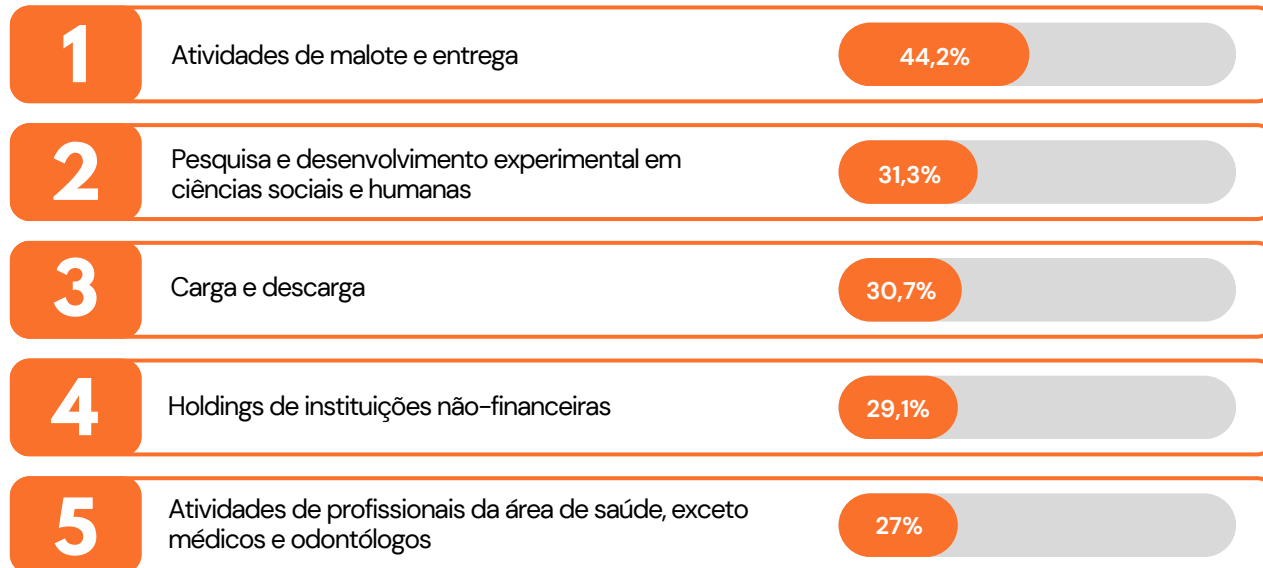 1
Atividades de malote e entrega
44,2%
2
Pesquisa e desenvolvimento experimental em
ciências sociais e humanas
31,3%
3
Carga e descarga
30,7%
4
Holdings de instituições não-financeiras
29,1%
5
Atividades de profissionais da área de saúde, exceto
médicos e odontólogos
27%